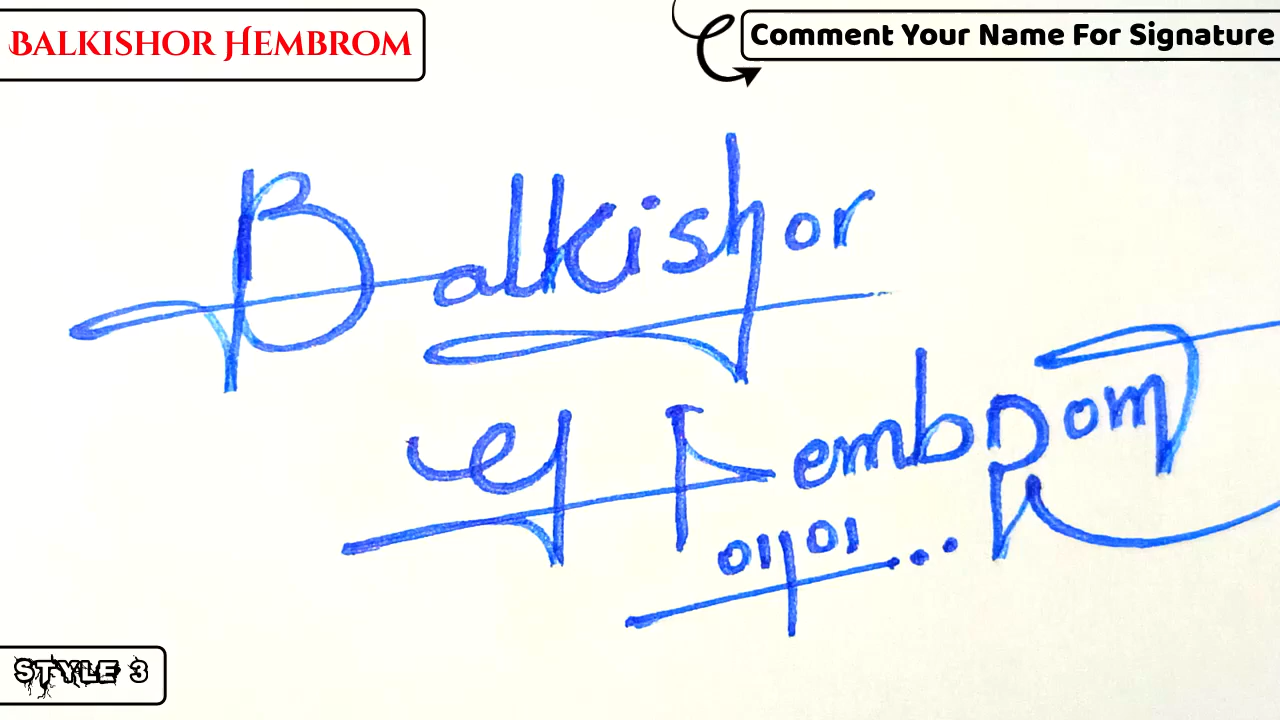 Balkishor Hembrom
Comment Your Name For Signature
Balkishor
Hembrom
01/01
Style 3